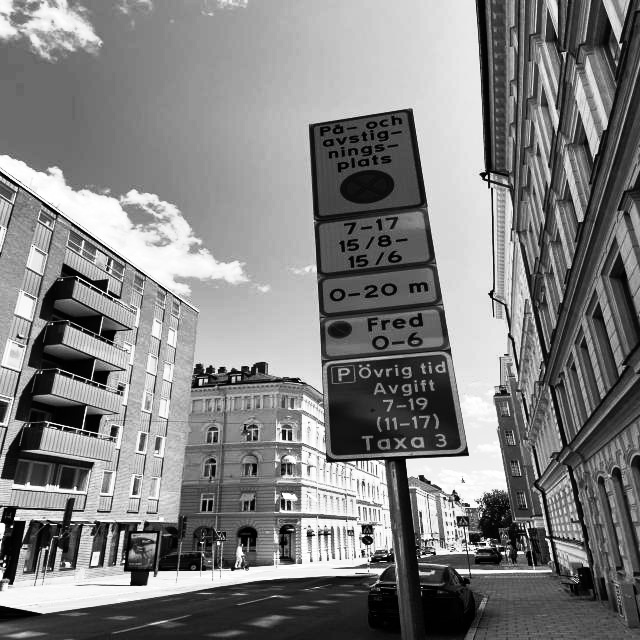 På- och
avstig-
nings-
plats
7-17
15/8-
15/6
0-20 m
Fred
0-6
P övrig tid
Avgift
7-19
(11-17)
Taxa 3